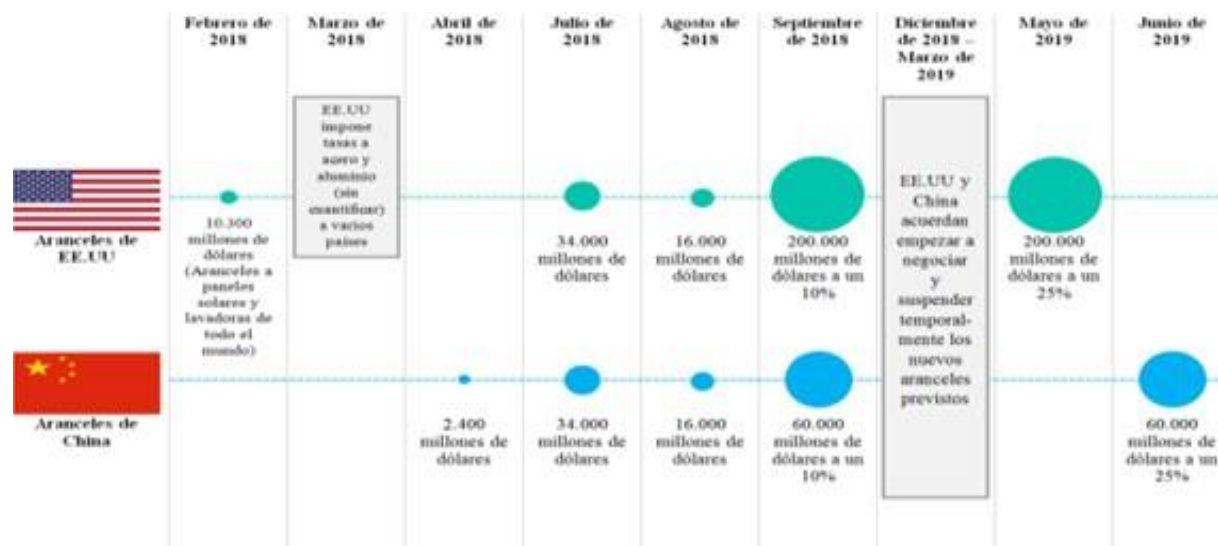 Febrero de
2018
Marzo de
2018
Abril de
2018
Julio de
2018
Agosto de
2018
Septiembre
de 2018
Diciembre
de 2018 –
Marzo de
2019
Mayo de
2019
Junio de
2019
EE.UU
impone
tasas a
acero y
aluminio
(sin
cuantificar)
a varios
países
EE.UU y
China
acuerdan
empezar a
negociar
y
suspender
temporal-
mente los
nuevos
aranceles
previstos
Aranceles de
EE.UU
10.300
millones de
dólares
(Aranceles a
paneles
solares y
lavadoras de
todo el
mundo)
34.000
millones de
dólares
16.000
millones de
dólares
200.000
millones de
dólares a un
10%
200.000
millones de
dólares a un
25%
Aranceles de
China
2.400
millones de
dólares
34.000
millones de
dólares
16.000
millones de
dólares
60.000
millones de
dólares a un
10%
60.000
millones de
dólares a un
25%